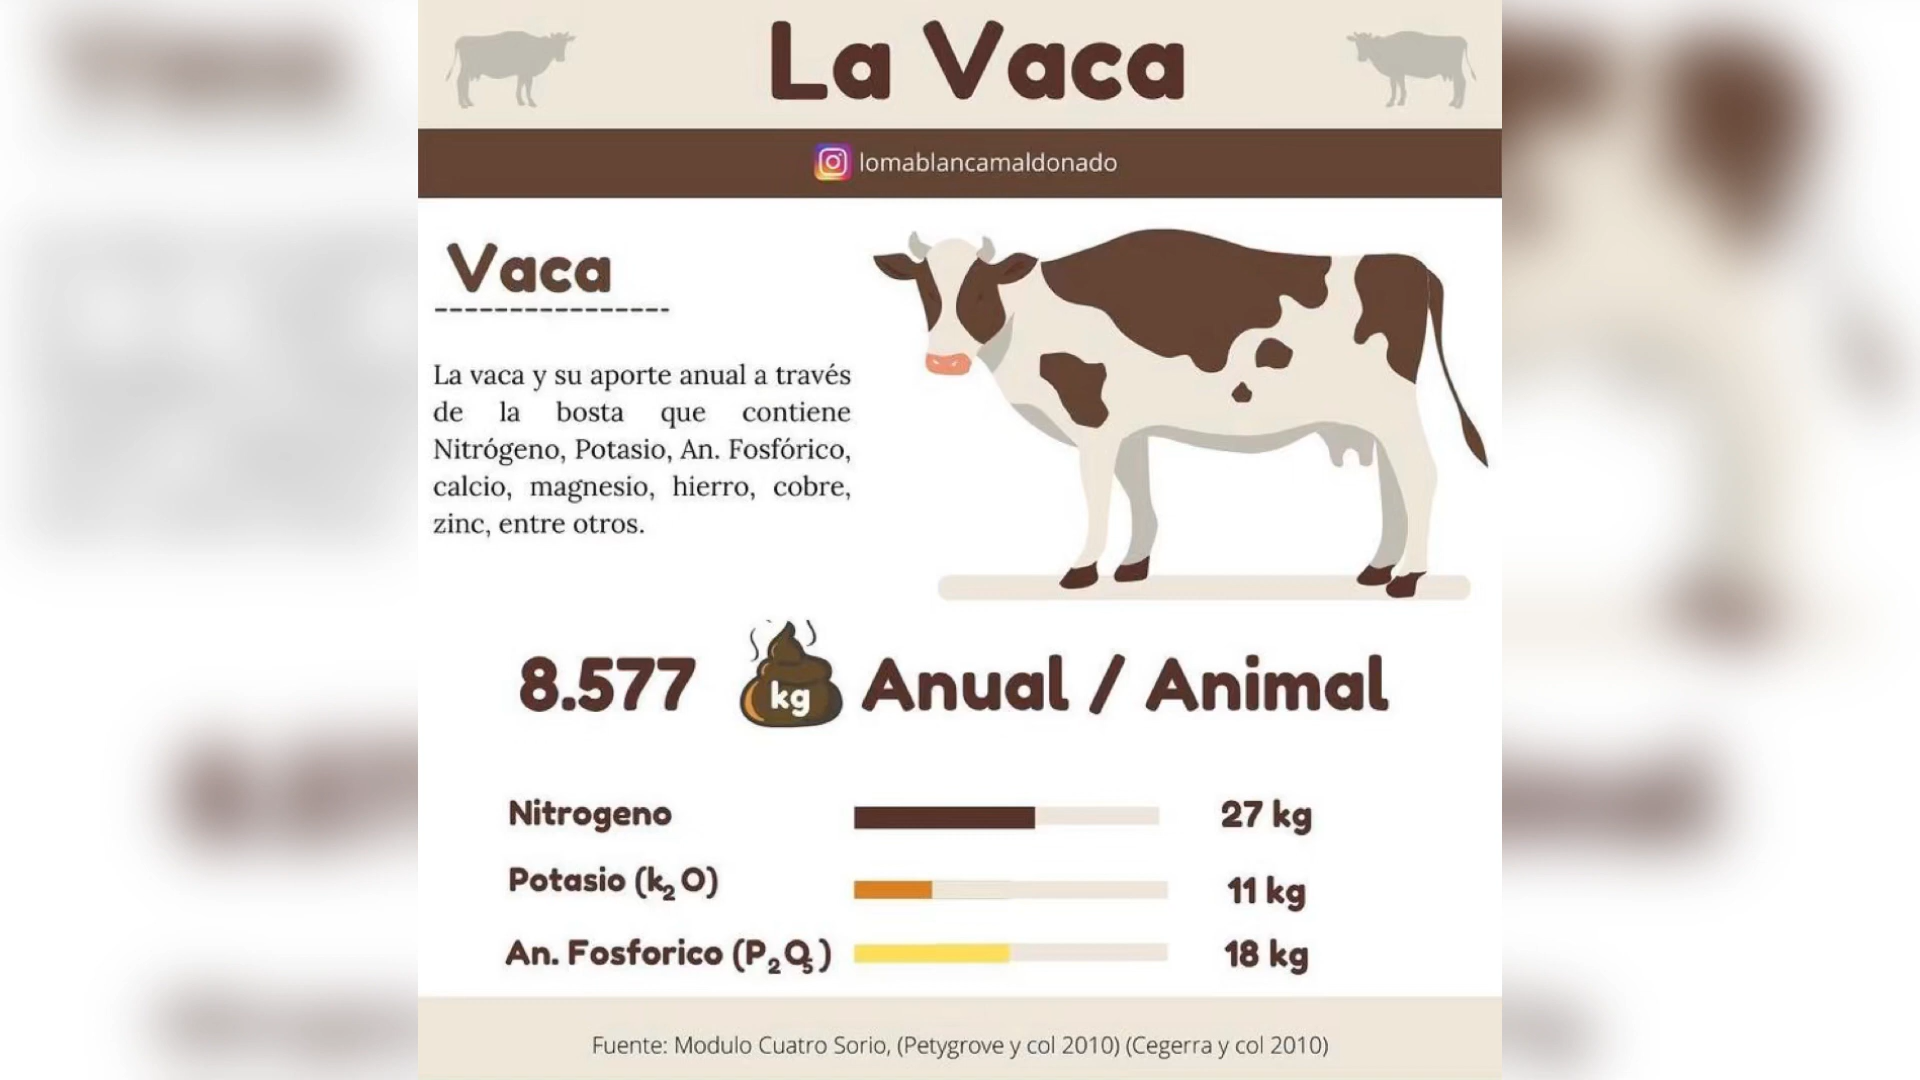 La Vaca
lomablancamaldonado
Vaca
La vaca y su aporte anual a través
de la bosta que contiene
Nitrógeno, Potasio, An. Fosfórico,
calcio, magnesio, hierro, cobre,
zinc, entre otros.
8.577 kg Anual / Animal
Nitrogeno 27 kg
Potasio (k₂O) 11 kg
An. Fosforico (P₂O₅) 18 kg
Fuente: Modulo Cuatro Sorio, (Petygrove y col 2010) (Cegerra y col 2010)